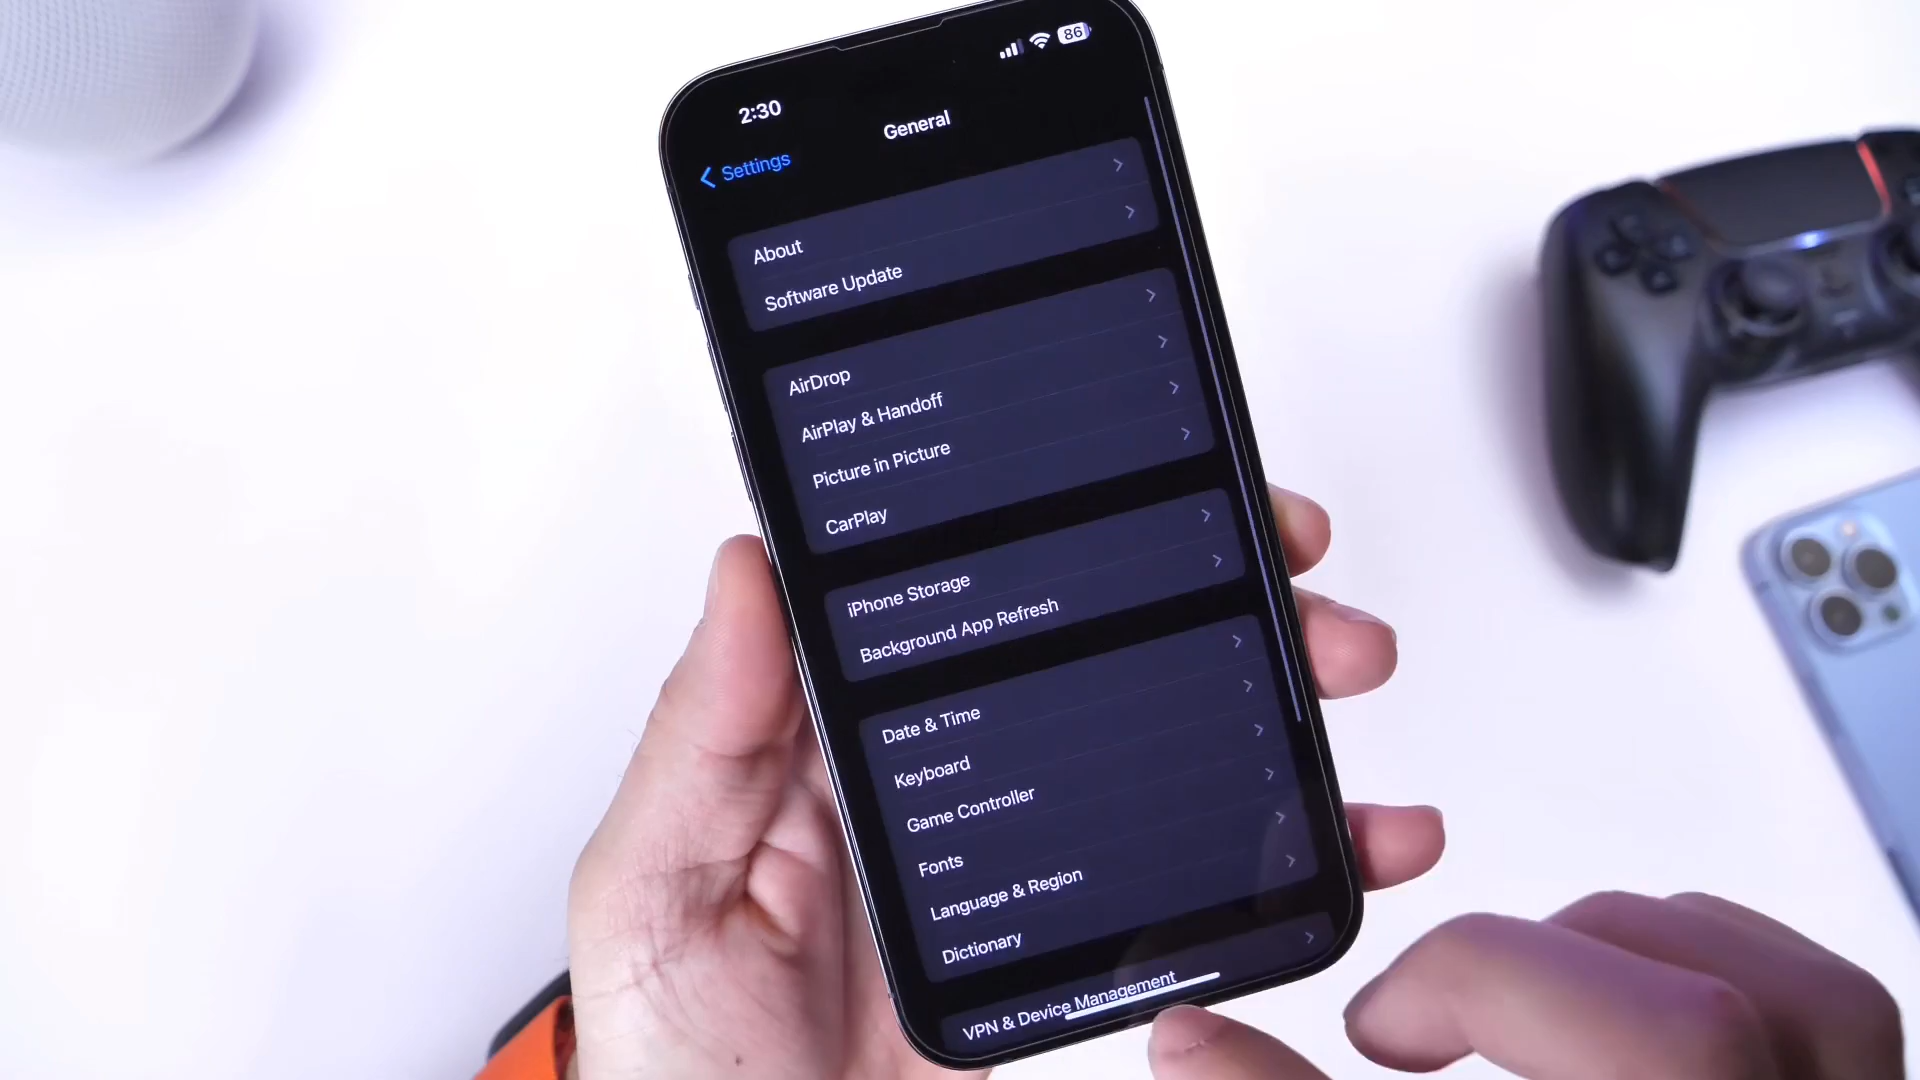 2:30
86
Settings
General
About
Software Update
AirDrop
AirPlay & Handoff
Picture in Picture
CarPlay
iPhone Storage
Background App Refresh
Date & Time
Keyboard
Game Controller
Fonts
Language & Region
Dictionary
VPN & Device Management